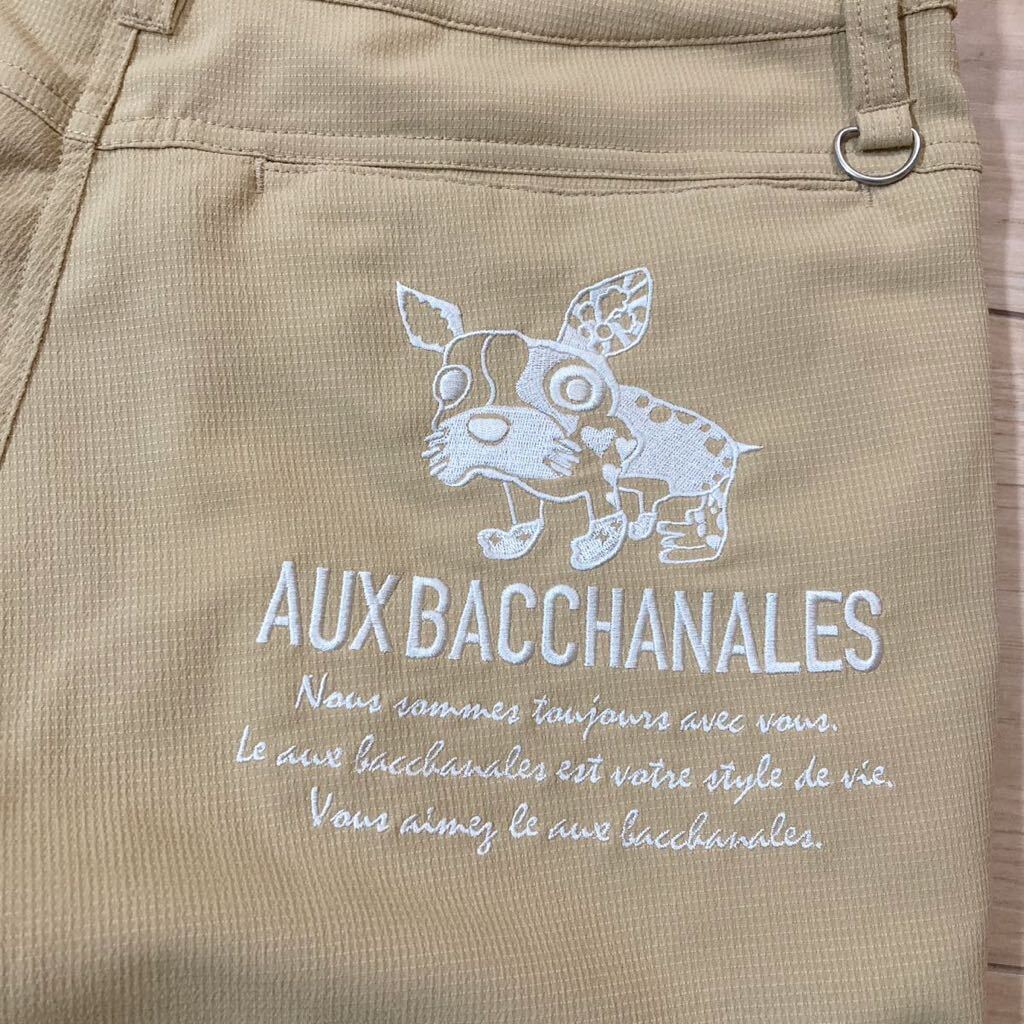 AUX BACCHANALES
Nous sommes toujours avec vous.
Le aux bacchanales est votre style de vie.
Vous aimez le aux bacchanales.